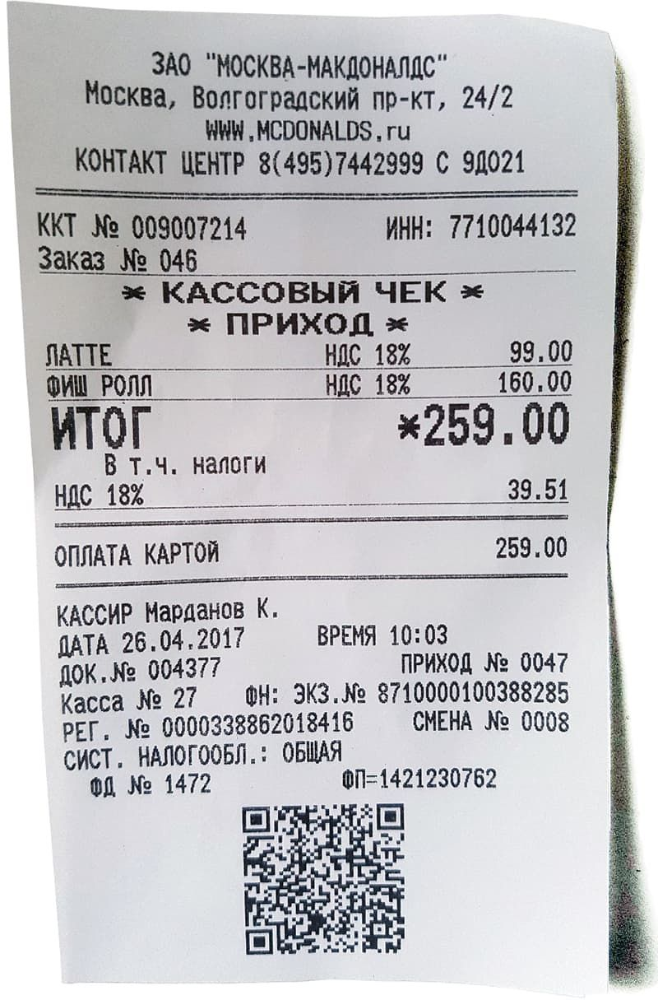 ЗАО "МОСКВА-МАКДОНАЛДС"
Москва, Волгоградский пр-кт, 24/2
WWW.MCDONALDS.ru
КОНТАКТ ЦЕНТР 8(495)7442999 С 9ДО21
ККТ № 009007214 ИНН: 7710044132
Заказ № 046
* КАССОВЫЙ ЧЕК *
* ПРИХОД *
ЛАТТЕ НДС 18% 99.00
ФИШ РОЛЛ НДС 18% 160.00
ИТОГ *259.00
В т.ч. налоги
НДС 18% 39.51
ОПЛАТА КАРТОЙ 259.00
КАССИР Марданов К.
ДАТА 26.04.2017 ВРЕМЯ 10:03
ДОК.№ 004377 ПРИХОД № 0047
Касса № 27 ФН: ЭКЗ.№ 8710000100388285
РЕГ. № 0000338862018416 СМЕНА № 0008
СИСТ. НАЛОГООБЛ.: ОБЩАЯ
ФД № 1472 ФП=1421230762